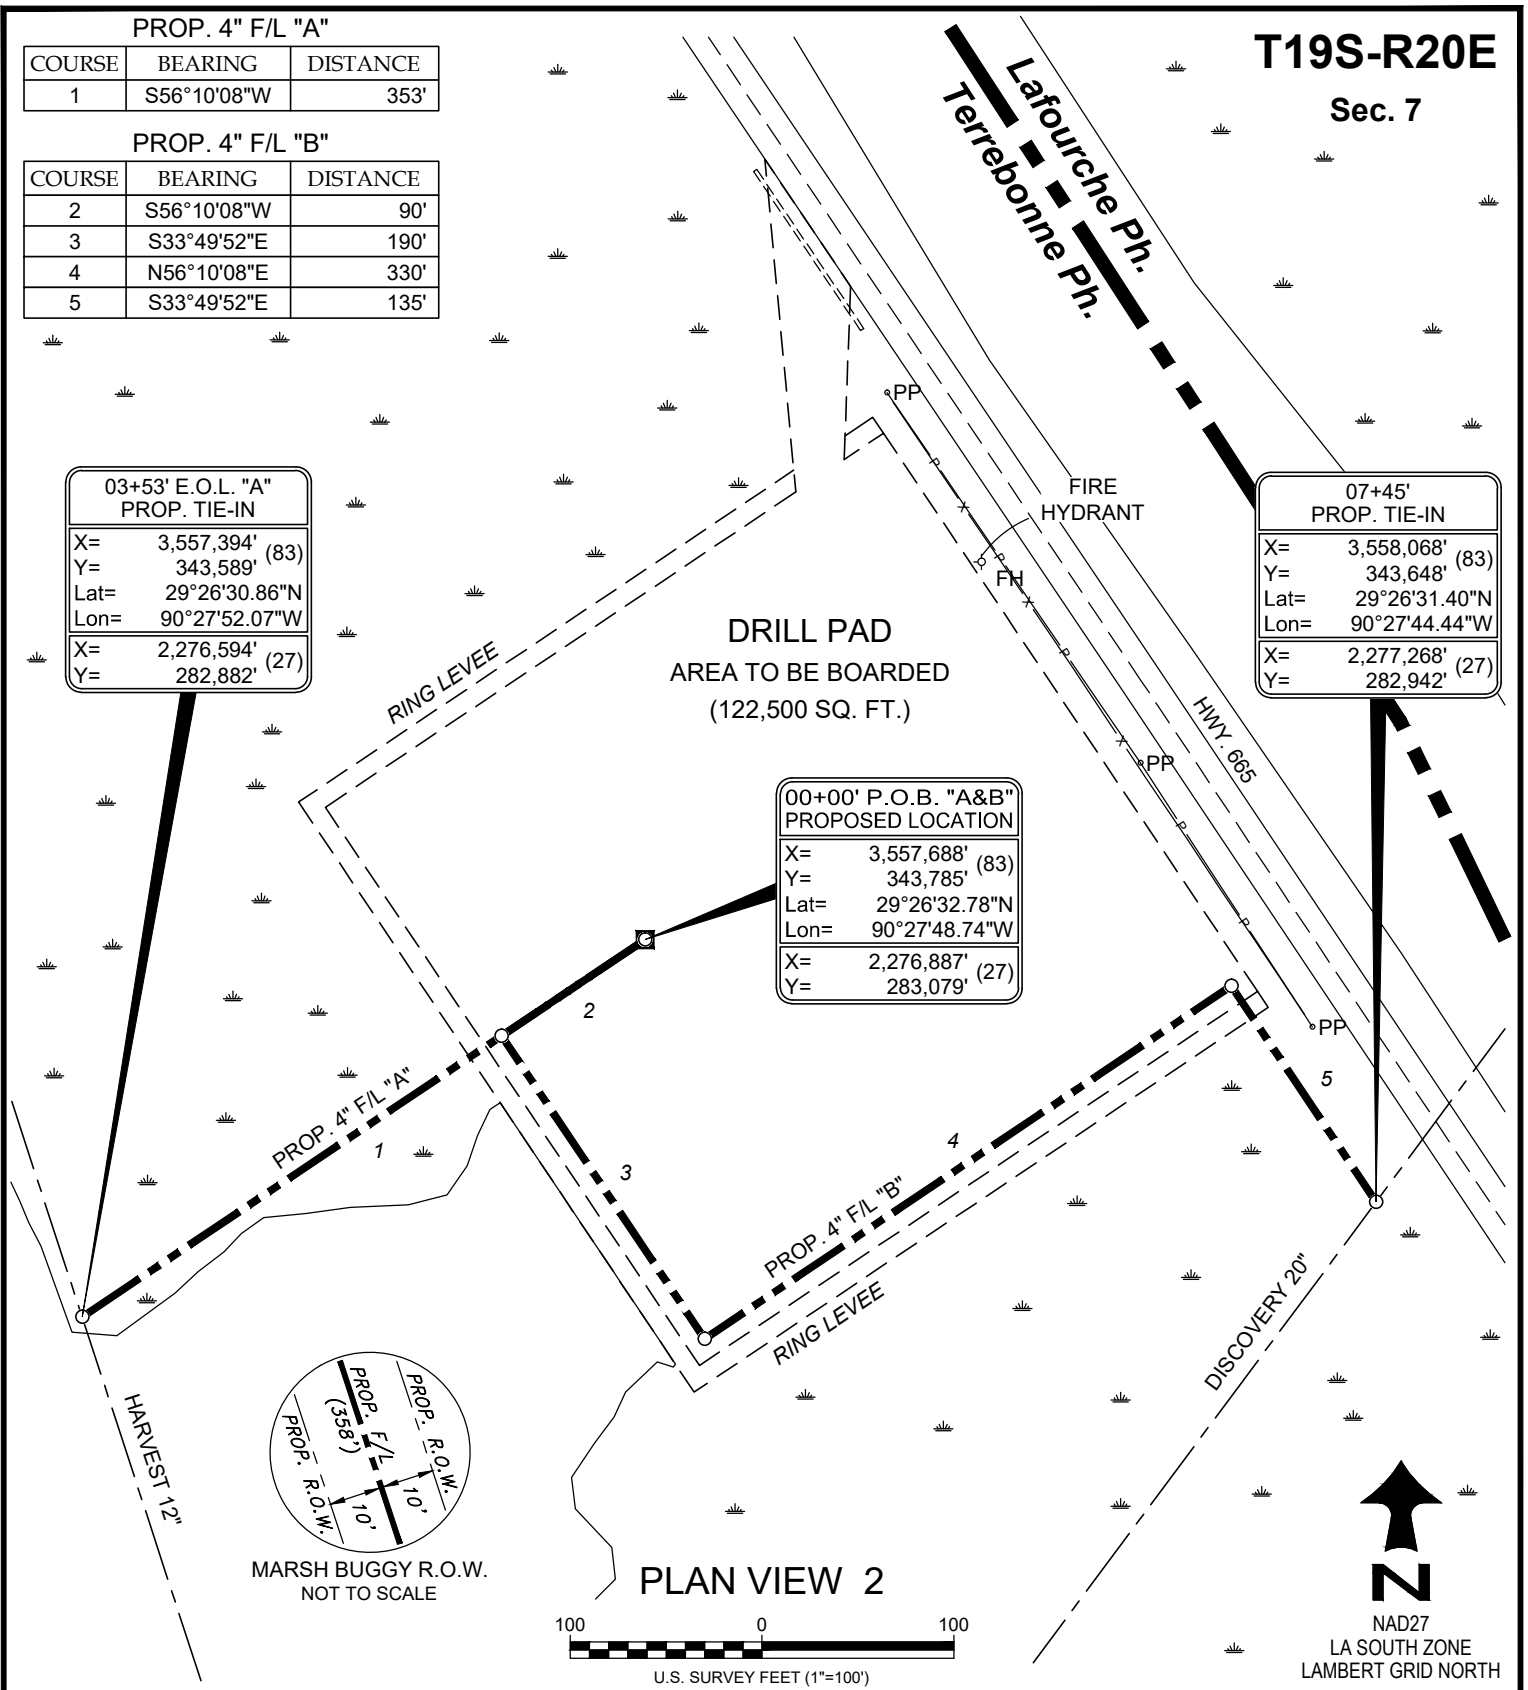 PROP. 4" F/L "A"
COURSE BEARING DISTANCE
1 S56°10'08"W 353'
PROP. 4" F/L "B"
COURSE BEARING DISTANCE
2 S56°10'08"W 90'
3 S33°49'52"E 190'
4 N56°10'08"E 330'
5 S33°49'52"E 135'
T19S-R20E
Sec. 7
Lafourche Ph.
Terrebonne Ph.
PP
FIRE
HYDRANT
FH
P
P
P
P
P
03+53' E.O.L. "A"
PROP. TIE-IN
X= 3,557,394' (83)
Y= 343,589'
Lat= 29°26'30.86"N
Lon= 90°27'52.07"W
X= 2,276,594' (27)
Y= 282,882'
07+45'
PROP. TIE-IN
X= 3,558,068' (83)
Y= 343,648'
Lat= 29°26'31.40"N
Lon= 90°27'44.44"W
X= 2,277,268' (27)
Y= 282,942'
DRILL PAD
AREA TO BE BOARDED
(122,500 SQ. FT.)
RING LEVEE
HWY. 665
PP
00+00' P.O.B. "A&B"
PROPOSED LOCATION
X= 3,557,688' (83)
Y= 343,785'
Lat= 29°26'32.78"N
Lon= 90°27'48.74"W
X= 2,276,887' (27)
Y= 283,079'
2
PP
PROP. 4" F/L "A"
1
3
4
5
PROP. 4" F/L "B"
RING LEVEE
DISCOVERY 20"
HARVEST 12"
PROP. R.O.W.
PROP. F/L
(358')
PROP. R.O.W.
10'
10'
MARSH BUGGY R.O.W.
NOT TO SCALE
PLAN VIEW 2
100 0 100
U.S. SURVEY FEET (1"=100')
N
NAD27
LA SOUTH ZONE
LAMBERT GRID NORTH